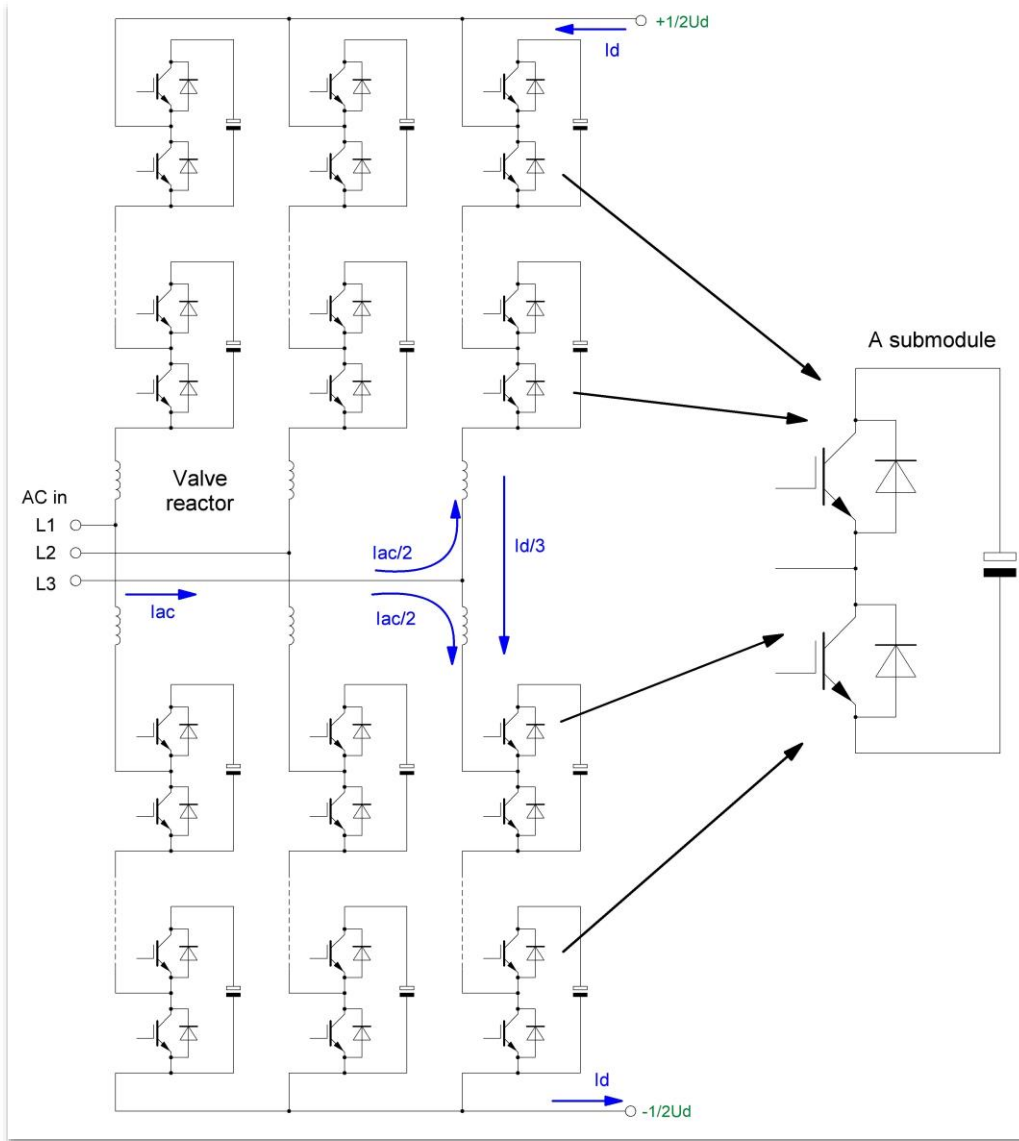 +1/2Ud
Id
A submodule
Valve
reactor
AC in
L1
L2
L3
Iac/2
Id/3
Iac
Iac/2
Id
-1/2Ud